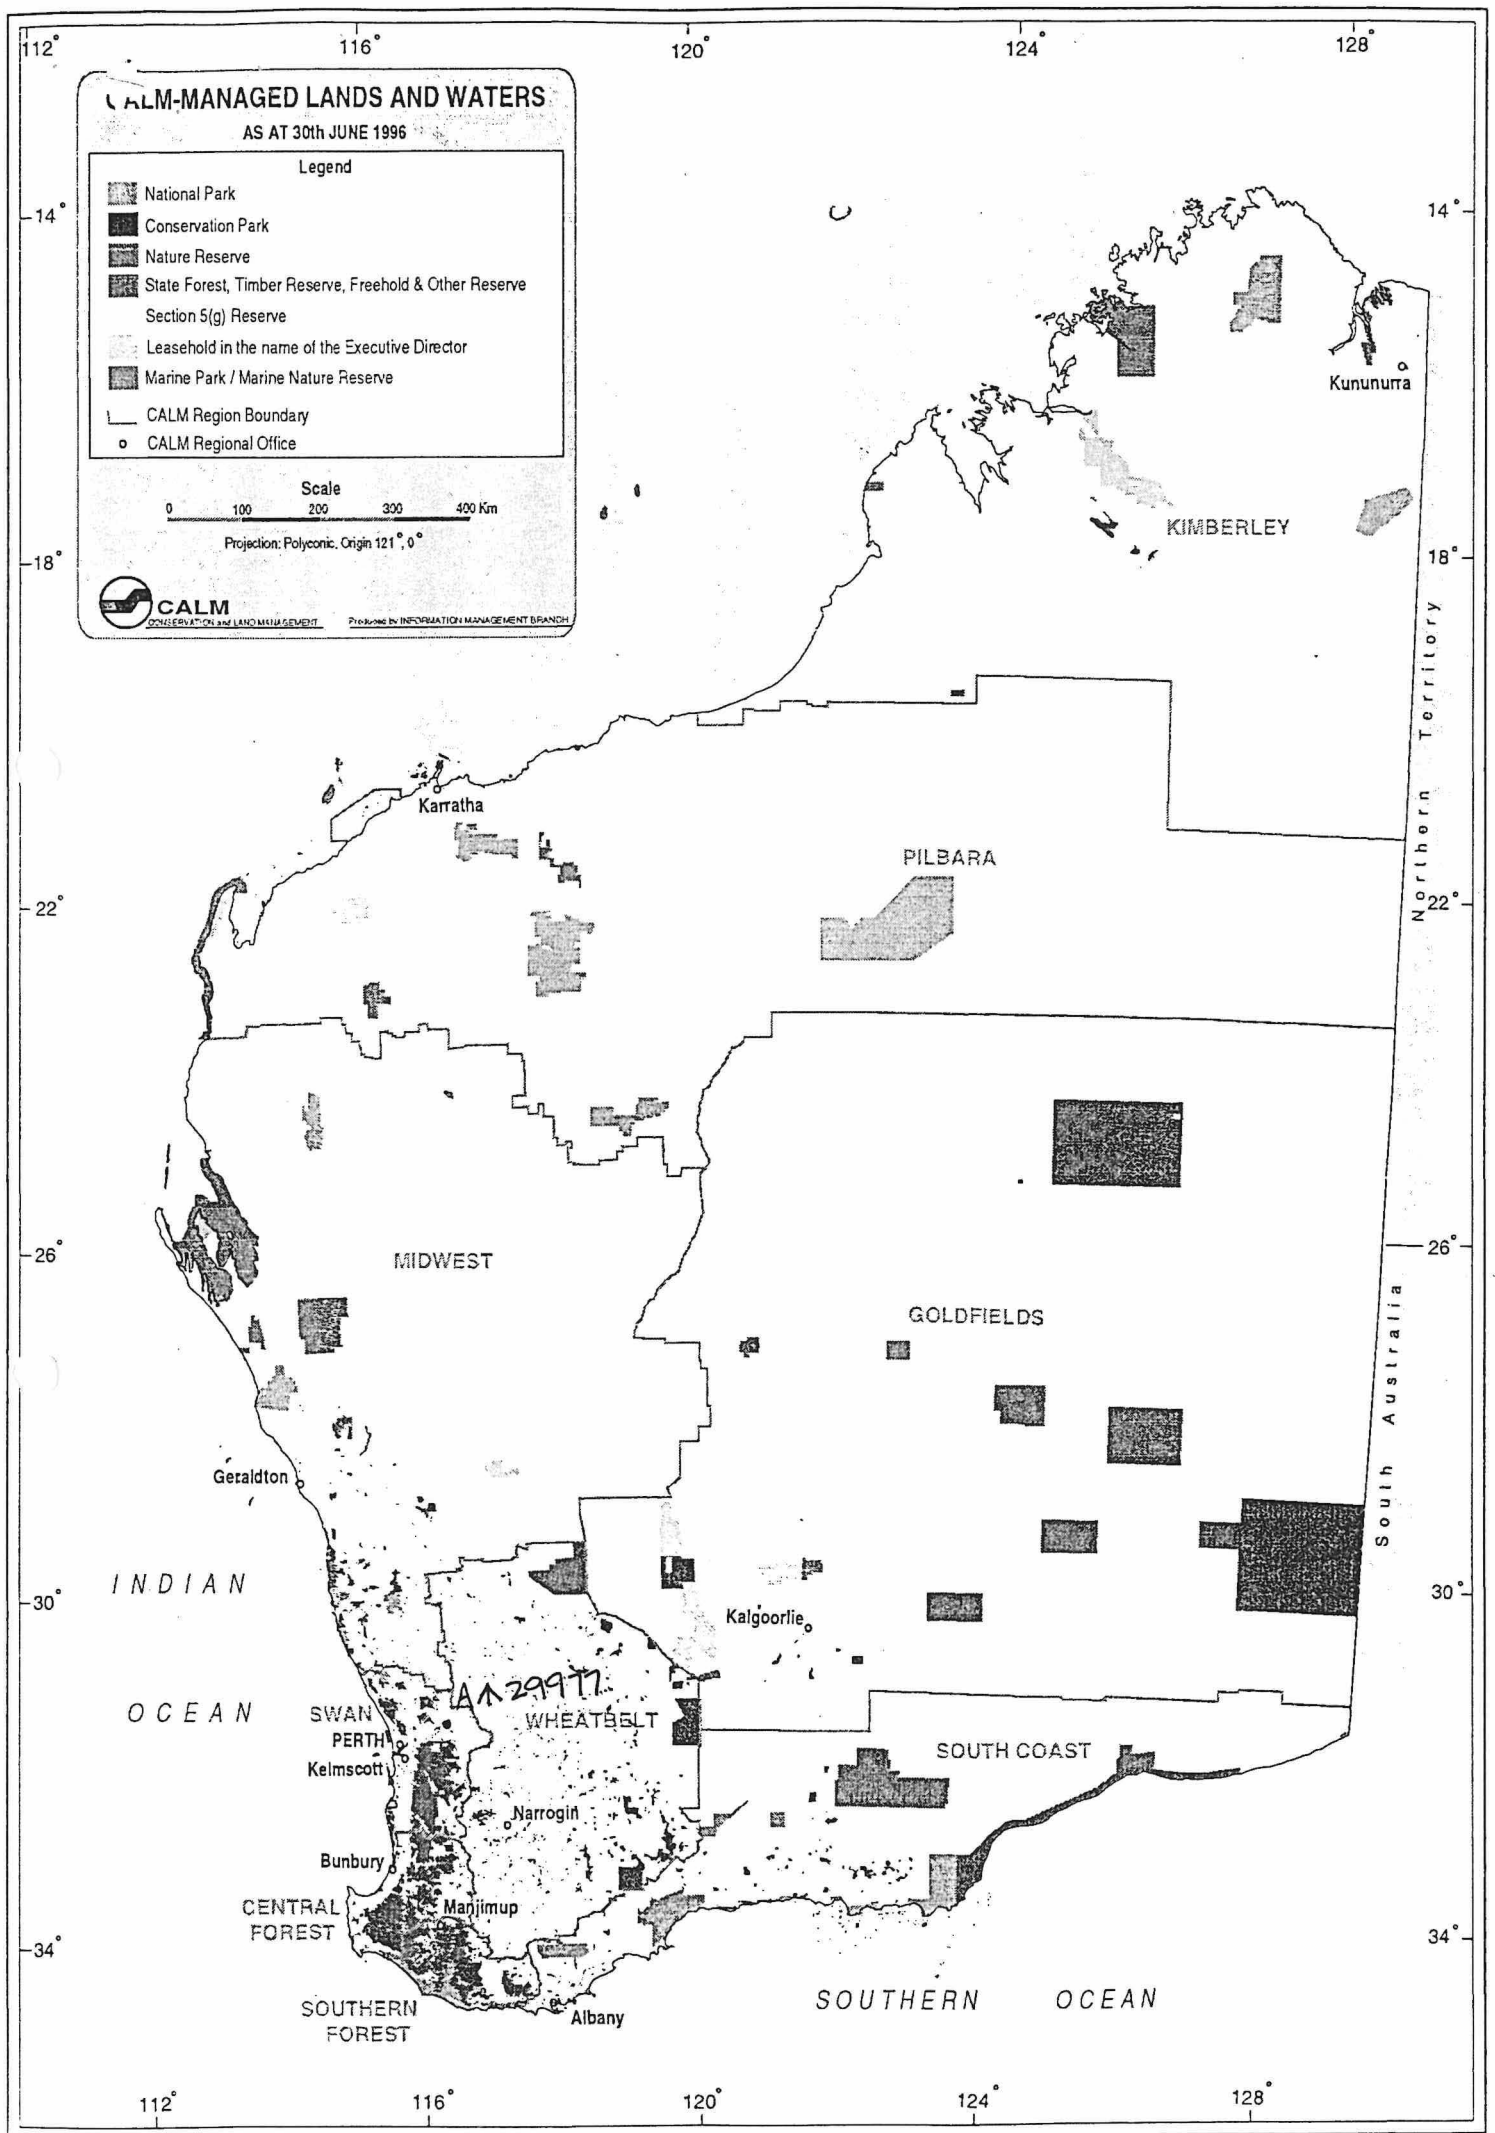 112° 116° 120° 124° 128°
CALM-MANAGED LANDS AND WATERS
AS AT 30th JUNE 1996
Legend
National Park
Conservation Park
Nature Reserve
State Forest, Timber Reserve, Freehold & Other Reserve
Section 5(g) Reserve
Leasehold in the name of the Executive Director
Marine Park / Marine Nature Reserve
CALM Region Boundary
CALM Regional Office
Scale
0 100 200 300 400 Km
Projection: Polyconic, Origin 121°, 0°
CALM
CONSERVATION and LAND MANAGEMENT
Produced by INFORMATION MANAGEMENT BRANCH
14° 14°
Kununurra
KIMBERLEY
18° 18°
Northern Territory
Karratha
PILBARA
22° 22°
26° 26°
MIDWEST
GOLDFIELDS
South Australia
Geraldton
INDIAN
30° 30°
Kalgoorlie
A ↑ 29977
OCEAN
SWAN
WHEATBELT
PERTH
Kelmscott
SOUTH COAST
Narrogin
Bunbury
CENTRAL
FOREST
Manjimup
34° 34°
SOUTHERN OCEAN
SOUTHERN
FOREST
Albany
112° 116° 120° 124° 128°